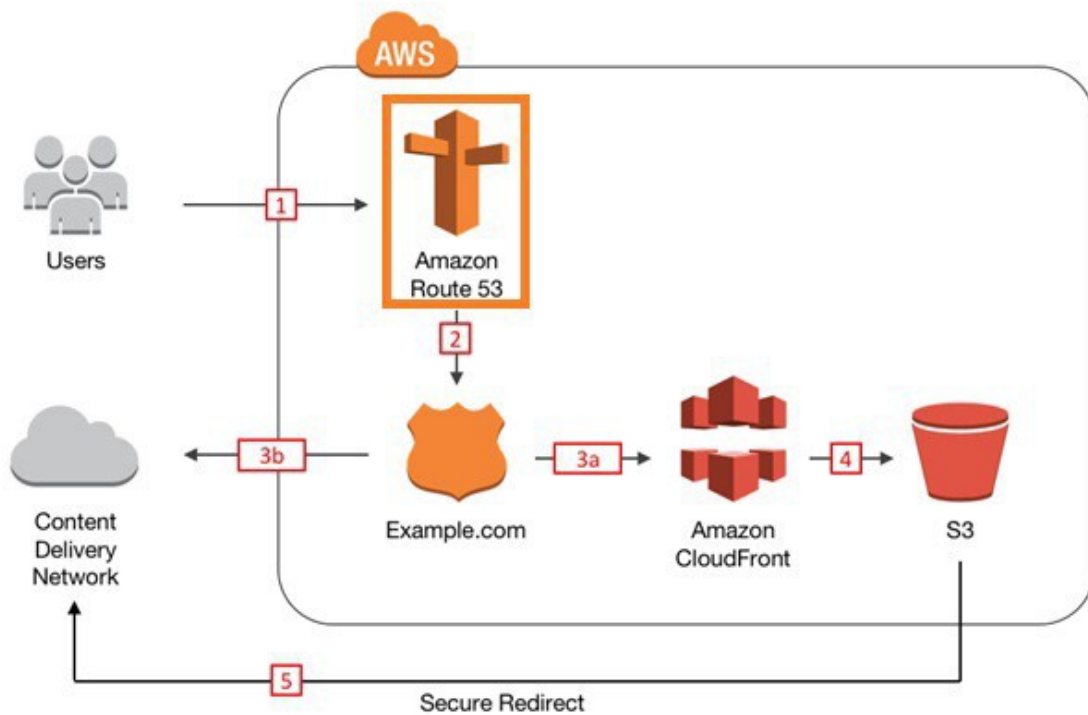 AWS
1
Users
Amazon
Route 53
2
3b
3a
4
Content
Delivery
Network
Example.com
Amazon
CloudFront
S3
5
Secure Redirect